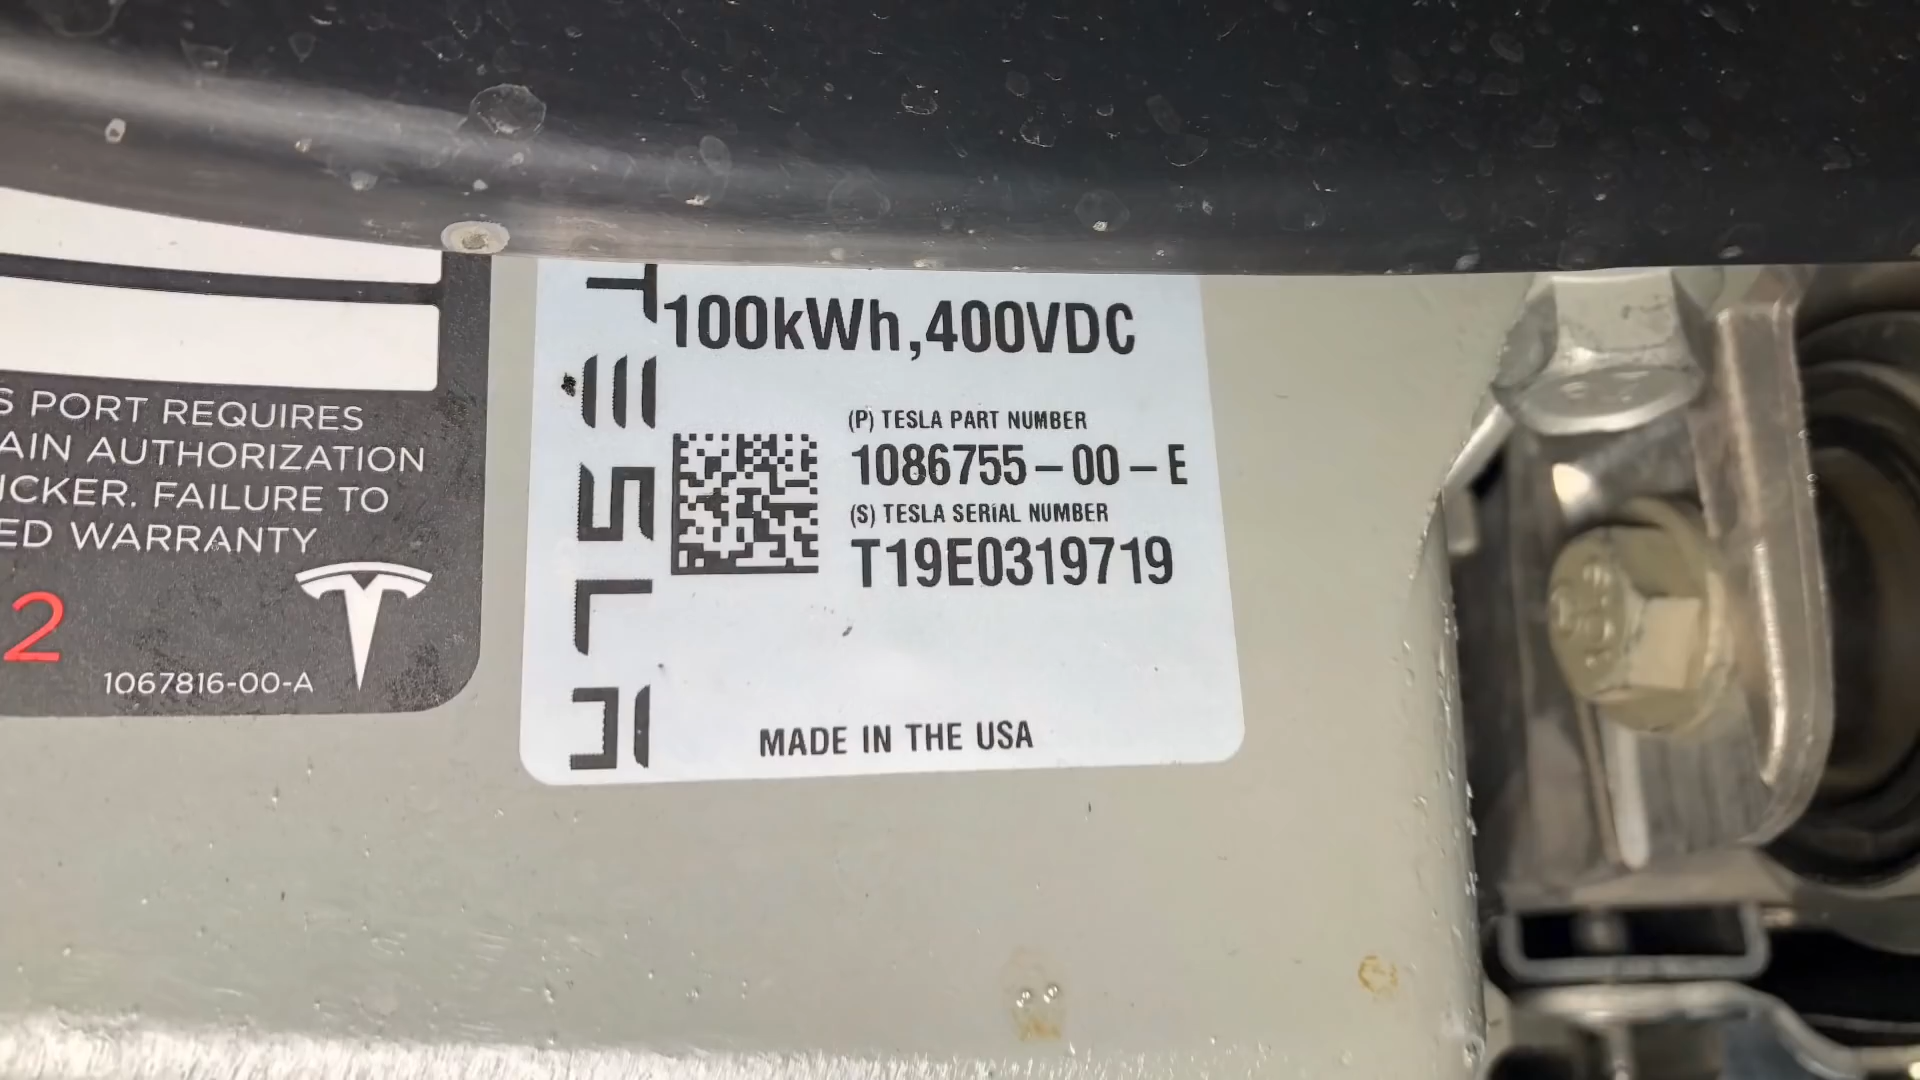 S PORT REQUIRES
AIN AUTHORIZATION
CKER. FAILURE TO
ED WARRANTY
2
1067816-00-A
TESLA
100kWh,400VDC
(P) TESLA PART NUMBER
1086755-00-E
(S) TESLA SERIAL NUMBER
T19E0319719
MADE IN THE USA